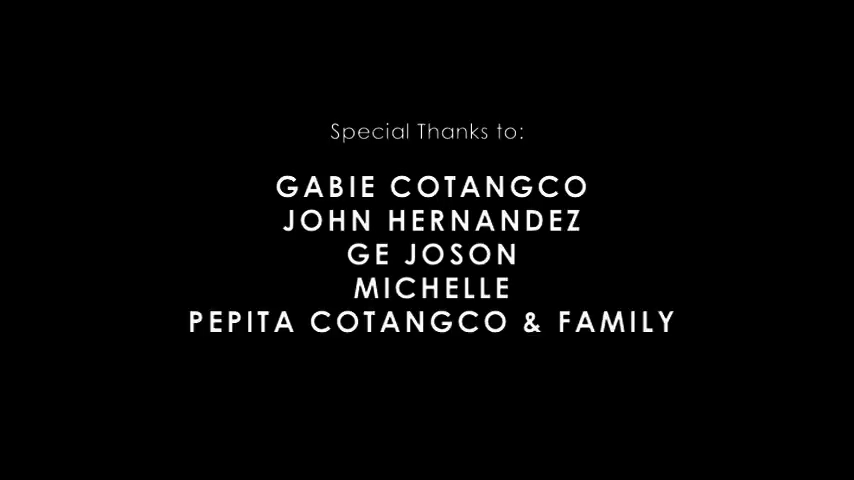 Special Thanks to:
GABIE COTANGCO
JOHN HERNANDEZ
GE JOSON
MICHELLE
PEPITA COTANGCO & FAMILY